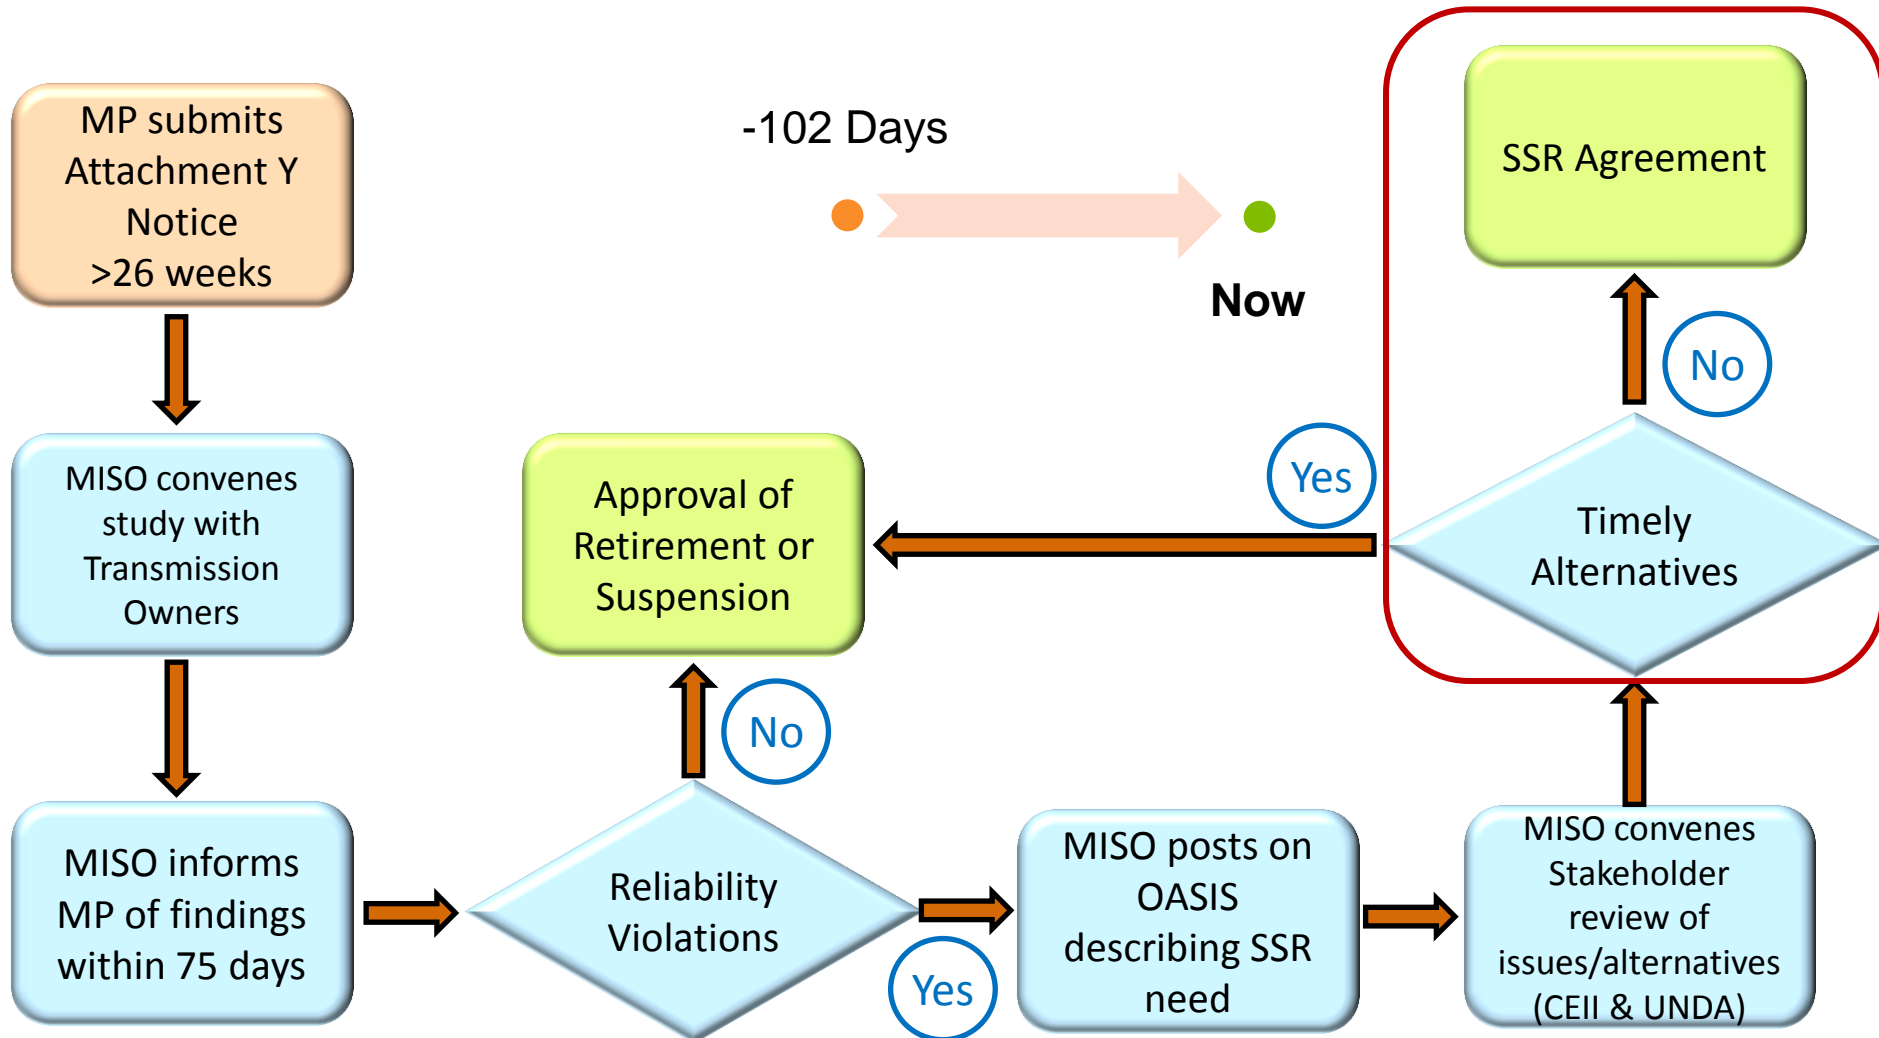 MP submits
Attachment Y
Notice
>26 weeks
MISO convenes
study with
Transmission
Owners
MISO informs
MP of findings
within 75 days
Reliability
Violations
No
Yes
Approval of
Retirement or
Suspension
MISO posts on
OASIS
describing SSR
need
MISO convenes
Stakeholder
review of
issues/alternatives
(CEII & UNDA)
Timely
Alternatives
Yes
No
SSR Agreement
-102 Days
Now